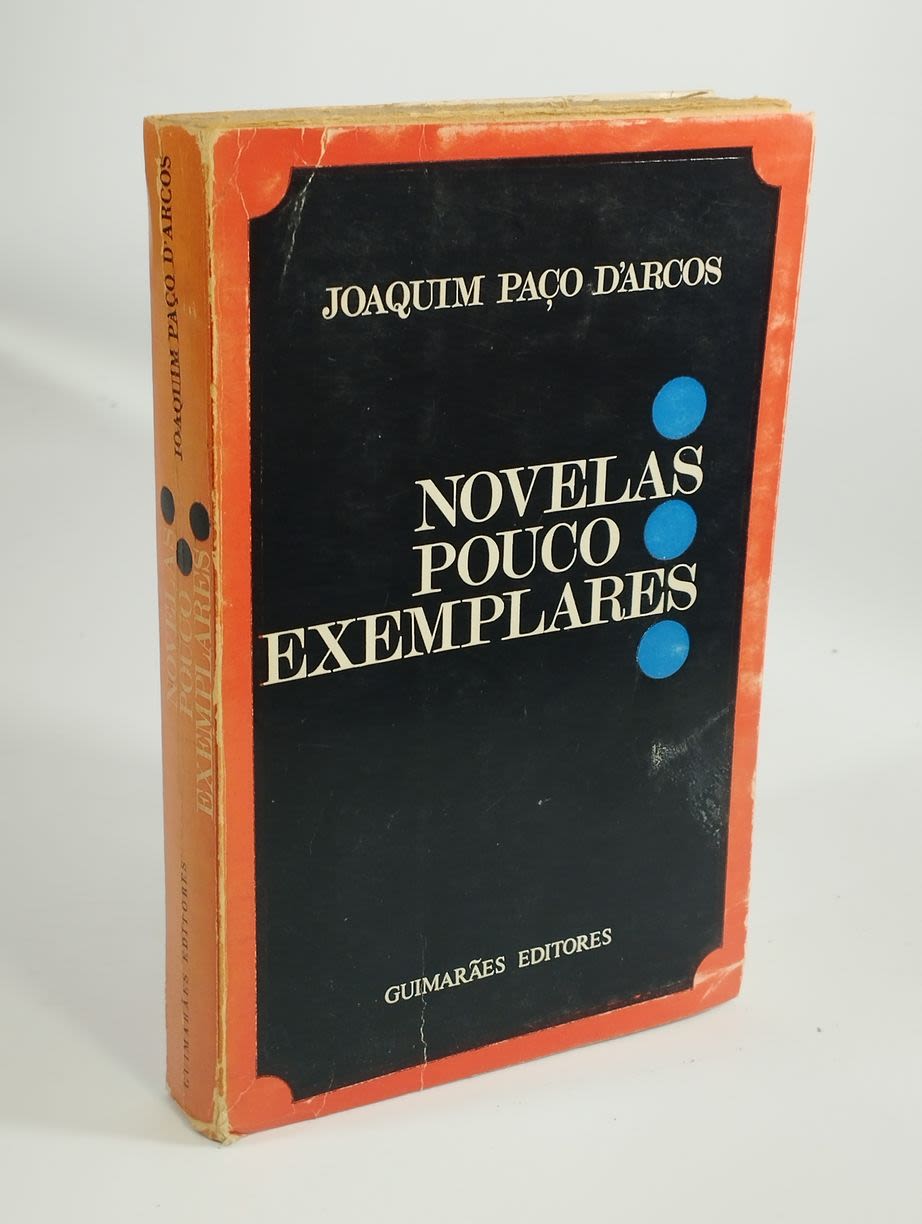 JOAQUIM PAÇO D'ARCOS
NOVELAS
POUCO
EXEMPLARES
GUIMARÃES EDITORES
JOAQUIM PAÇO D'ARCOS
NOVELAS
POUCO
EXEMPLARES
GUIMARÃES EDITORES